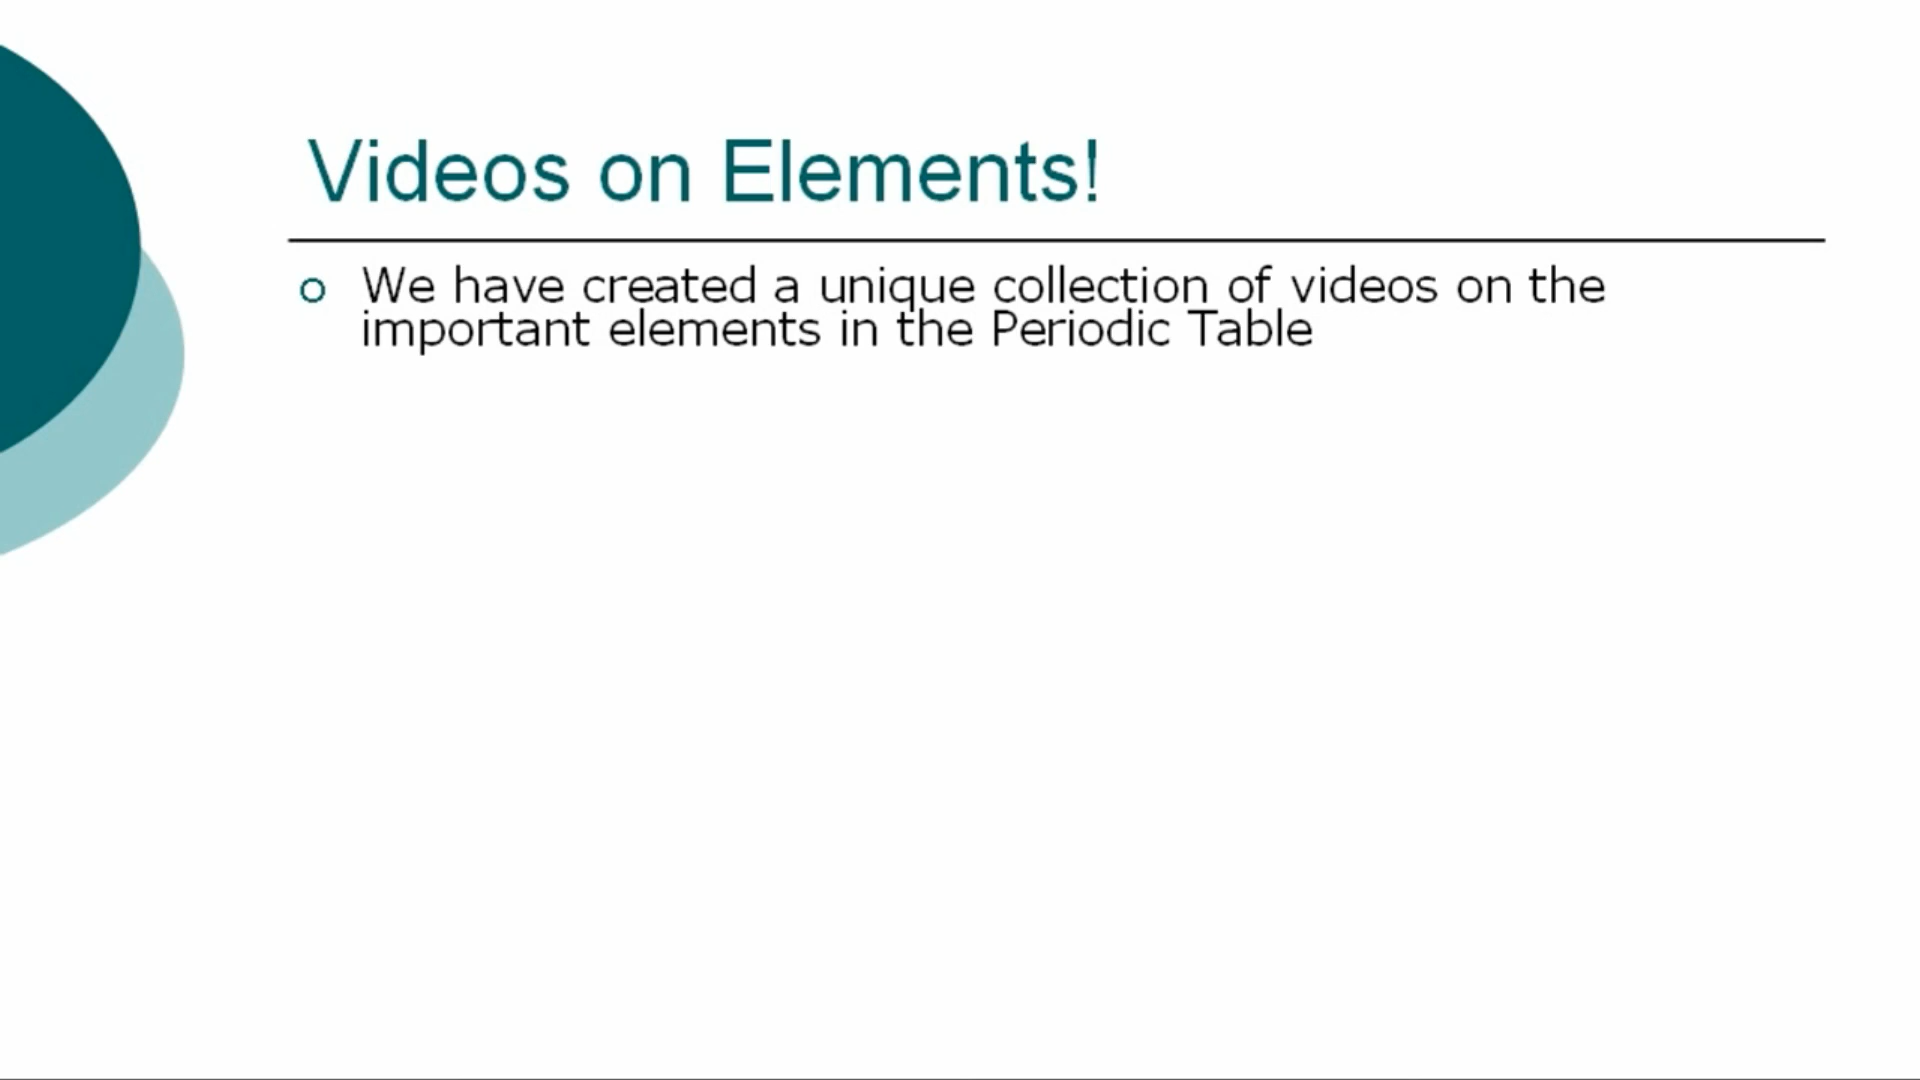 Videos on Elements!
We have created a unique collection of videos on the
important elements in the Periodic Table